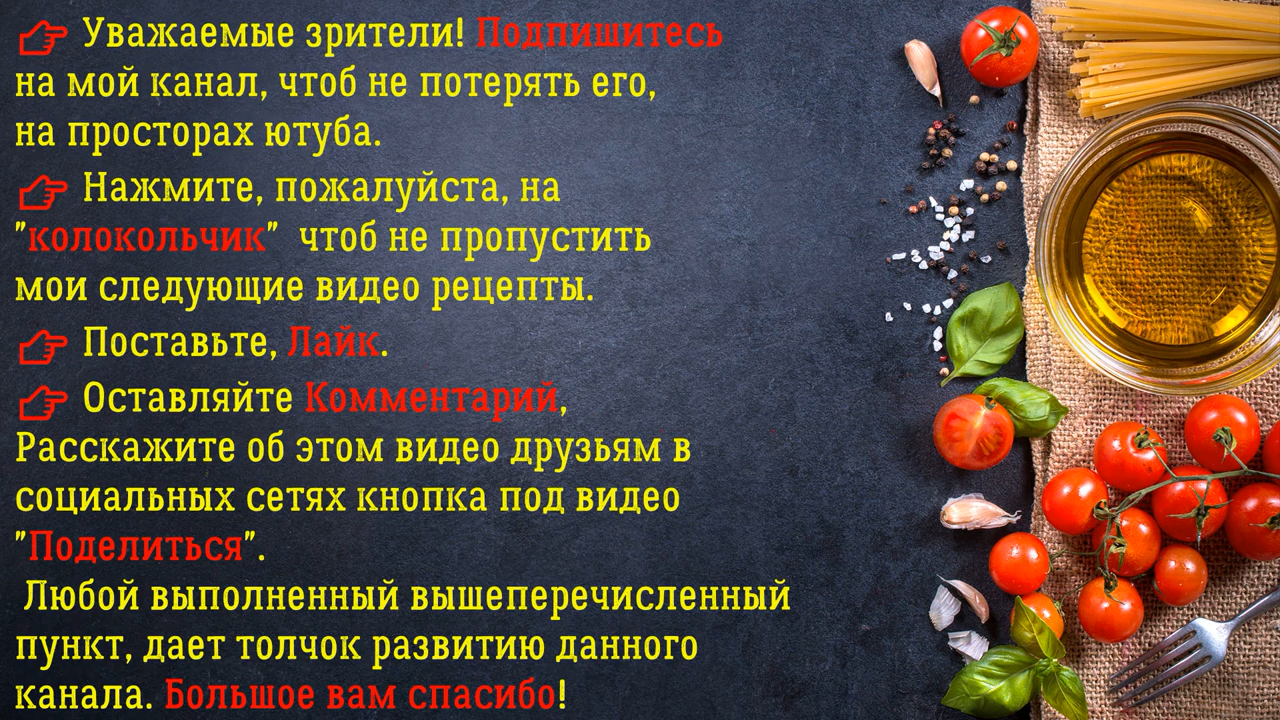 Уважаемые зрители! Подпишитесь
на мой канал, чтоб не потерять его,
на просторах ютуба.
Нажмите, пожалуйста, на
"колокольчик" чтоб не пропустить
мои следующие видео рецепты.
Поставьте, Лайк.
Оставляйте Комментарий,
Расскажите об этом видео друзьям в
социальных сетях кнопка под видео
"Поделиться".
Любой выполненный вышеперечисленный
пункт, дает толчок развитию данного
канала. Большое вам спасибо!